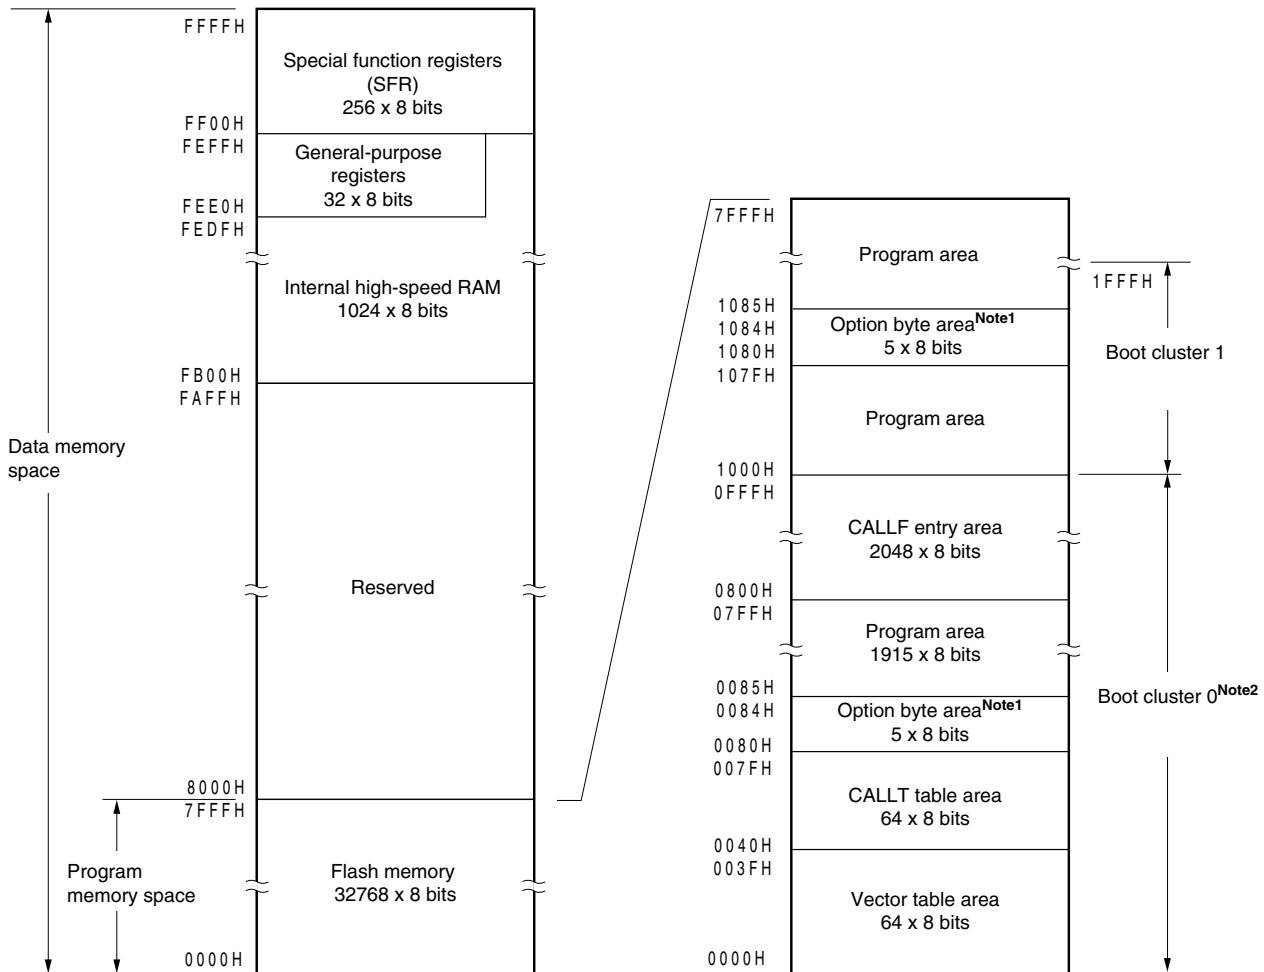 FFFFH
Special function registers
(SFR)
256 x 8 bits
FF00H
FEFFH
General-purpose
registers
32 x 8 bits
FEE0H
FEDFH
Internal high-speed RAM
1024 x 8 bits
FB00H
FAFFH
Data memory
space
Reserved
8000H
7FFFH
Program
memory space
Flash memory
32768 x 8 bits
0000H
7FFFH
Program area
1FFFH
1085H
1084H
Option byte areaNote1
5 x 8 bits
1080H
107FH
Boot cluster 1
Program area
1000H
0FFFH
CALLF entry area
2048 x 8 bits
0800H
07FFH
Program area
1915 x 8 bits
0085H
0084H
Option byte areaNote1
5 x 8 bits
Boot cluster 0Note2
0080H
007FH
CALLT table area
64 x 8 bits
0040H
003FH
Vector table area
64 x 8 bits
0000H